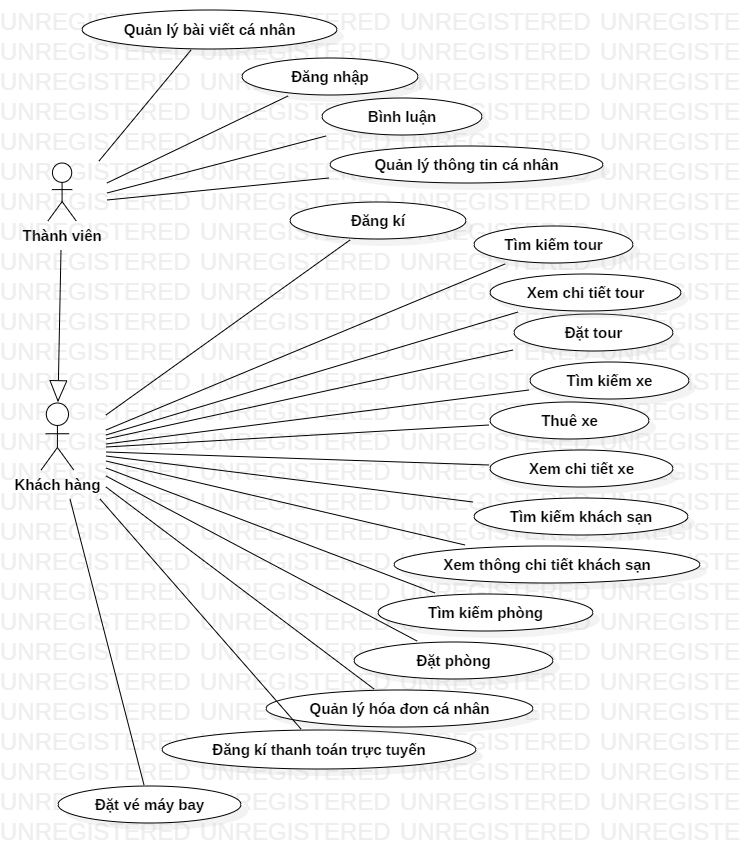 Quản lý bài viết cá nhân
Đăng nhập
Bình luận
Quản lý thông tin cá nhân
Đăng kí
Thành viên
Tìm kiếm tour
Xem chi tiết tour
Đặt tour
Tìm kiếm xe
Thuê xe
Xem chi tiết xe
Khách hàng
Tìm kiếm khách sạn
Xem thông chi tiết khách sạn
Tìm kiếm phòng
Đặt phòng
Quản lý hóa đơn cá nhân
Đăng kí thanh toán trực tuyến
Đặt vé máy bay
UNREGISTERED